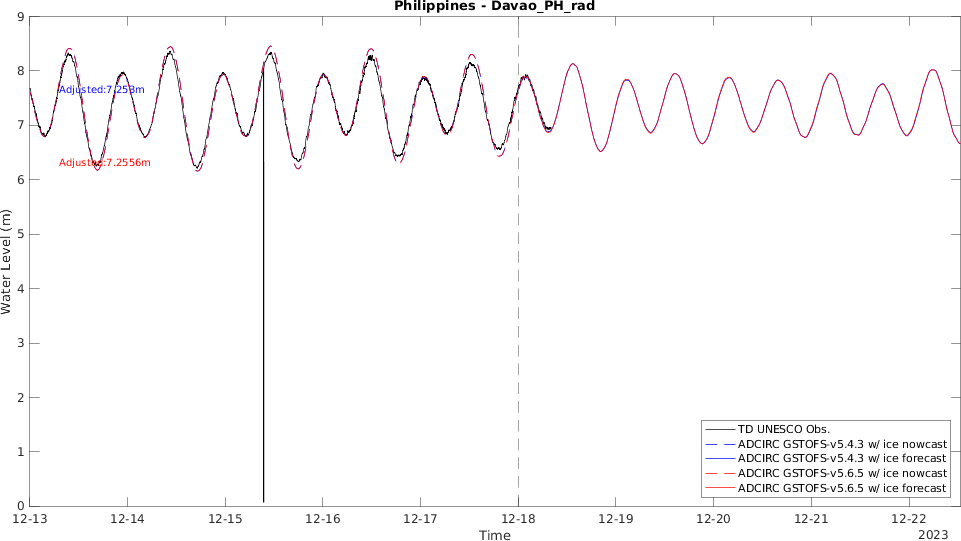 Philippines - Davao_PH_rad
9
8
7
6
5
4
3
2
1
0
Water Level (m)
Adjusted:7.253m
Adjusted:7.2556m
TD UNESCO Obs.
ADCIRC GSTOFS-v5.4.3 w/ ice nowcast
ADCIRC GSTOFS-v5.4.3 w/ ice forecast
ADCIRC GSTOFS-v5.6.5 w/ ice nowcast
ADCIRC GSTOFS-v5.6.5 w/ ice forecast
12-13 12-14 12-15 12-16 12-17 12-18 12-19 12-20 12-21 12-22
Time
2023